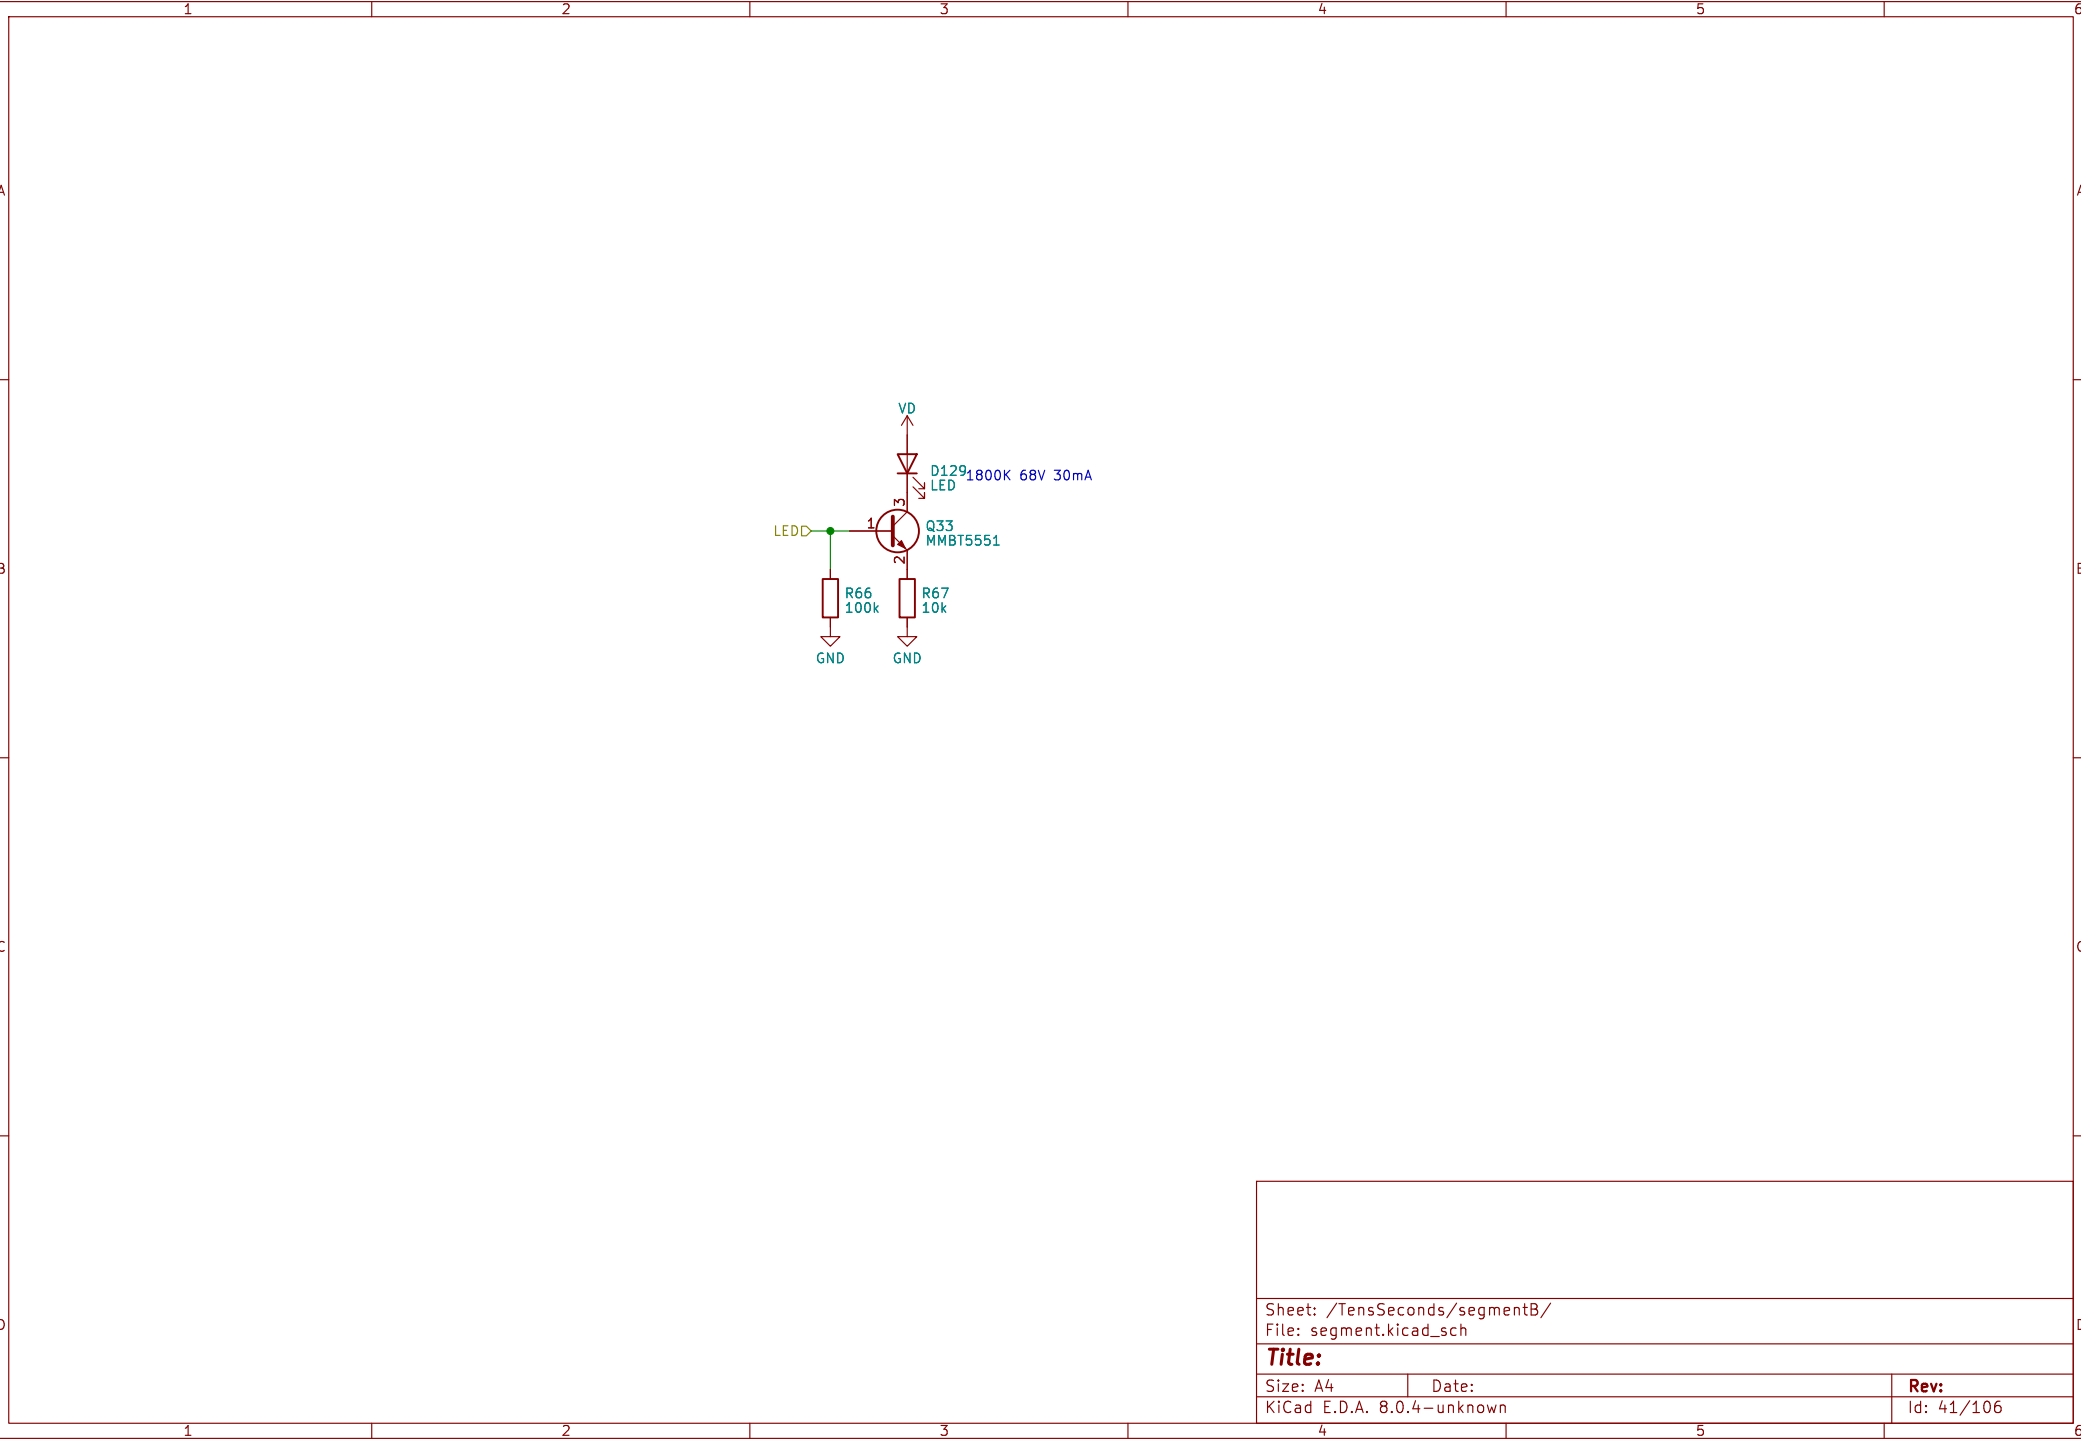 1 2 3 4 5 6
A A
VD
D129
LED
1800K 68V 30mA
3
LED
1
Q33
MMBT5551
2
B B
R66
100k
R67
10k
GND GND
C C
Sheet: /TensSeconds/segmentB/
File: segment.kicad_sch
D D
Title:
Size: A4 Date: Rev:
KiCad E.D.A. 8.0.4-unknown Id: 41/106
1 2 3 4 5 6